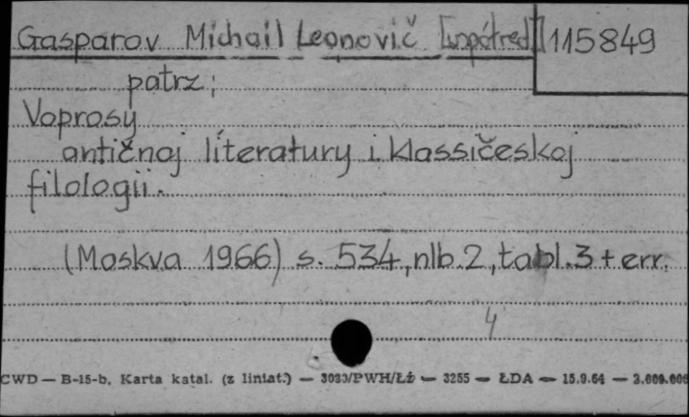 Gasparov Michail Leonovič [współred] 115849
patrz:
Voprosy
antičnoj literatury i klassičeskoj
filologii.
(Moskva 1966) s. 534, nlb.2, tabl.3 + err.
4
CWD — B-15-b. Karta katal. (z liniat.) — 3033/PWH/Łż — 3255 — ŁDA — 15.9.64 — 3.000.000